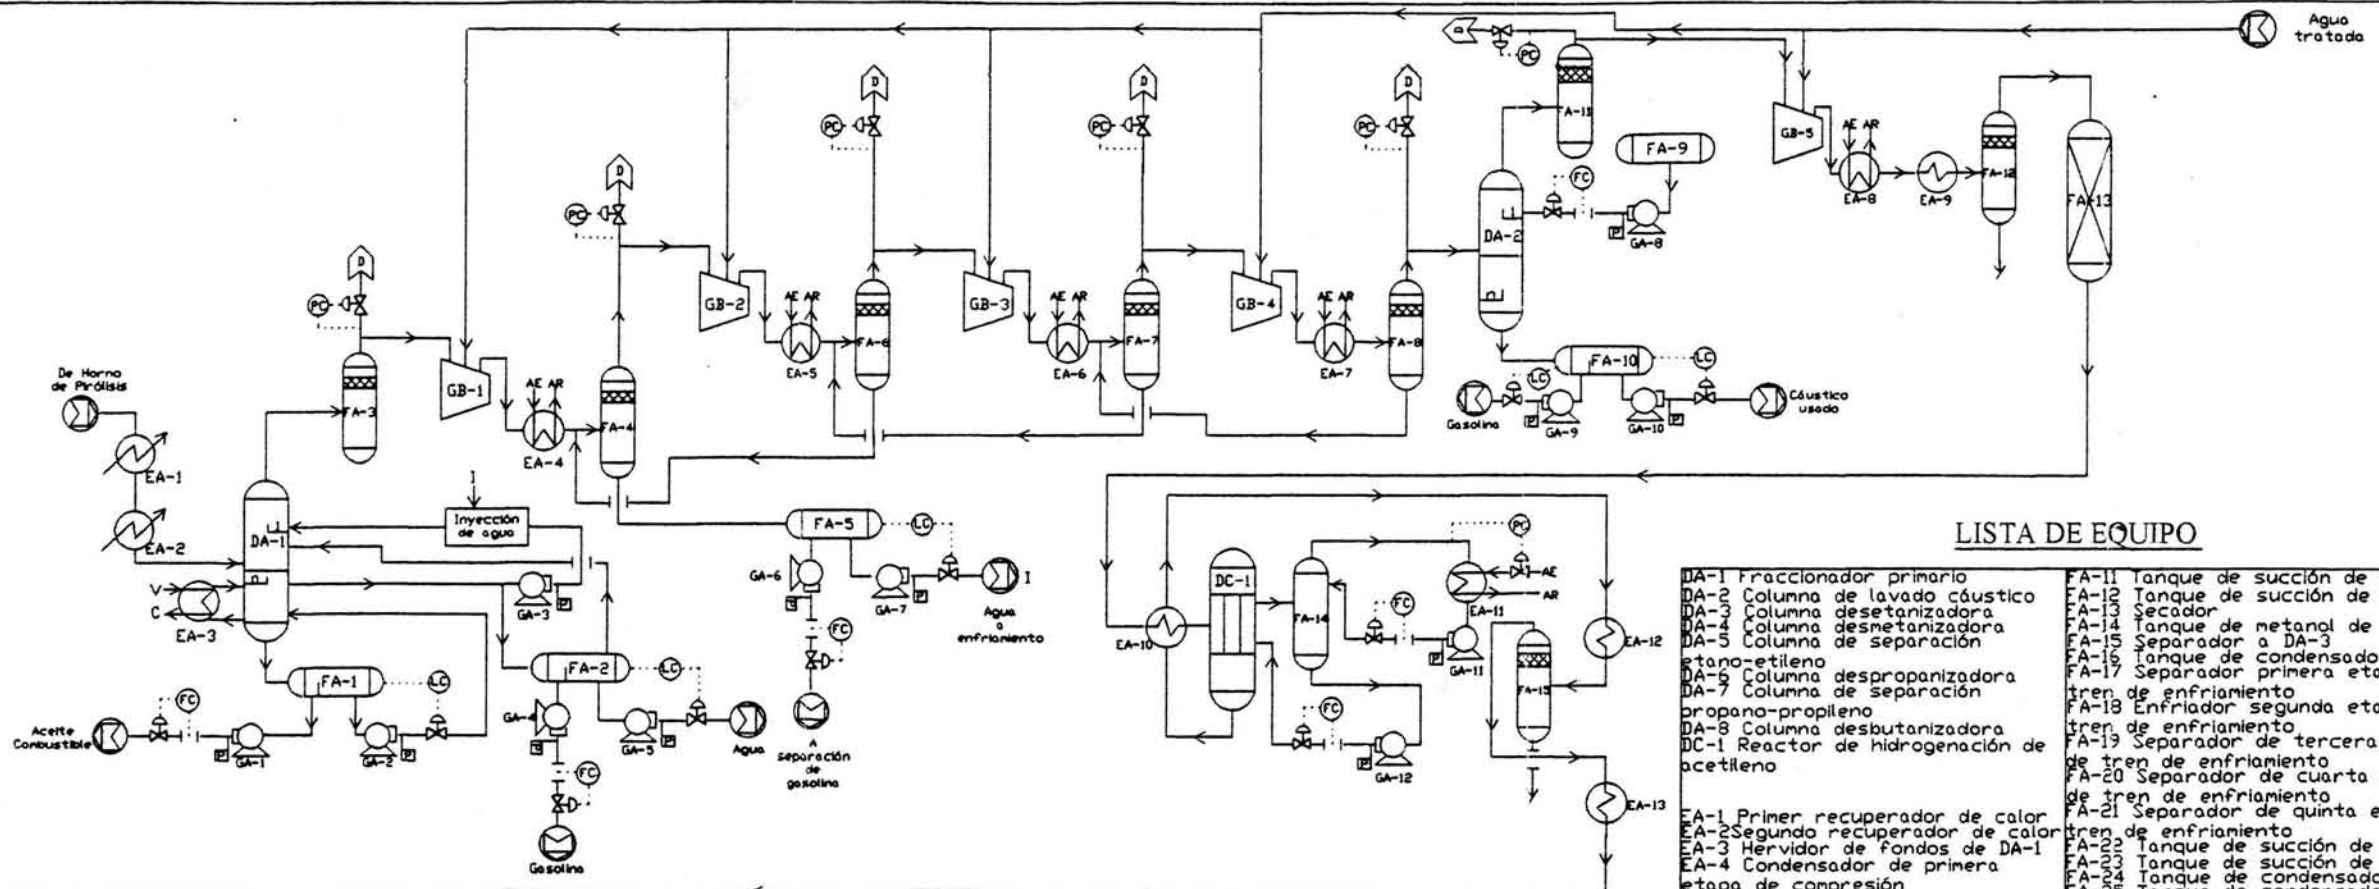 Agua
tratada
D
PC
D
PC
D
PC
D
PC
D
PC
D
PC
FA-11
FA-9
GB-5
AE AR
EA-8
EA-9
FA-12
FA-13
FC
P
GA-8
DA-2
GB-2
AE AR
EA-5
FA-6
GB-3
AE AR
EA-6
FA-7
GB-4
AE AR
EA-7
FA-8
FA-10
LC
LC
Gasolina
P
GA-9
GA-10
P
Cáustico
usado
De Horno
de Pirólisis
FA-3
GB-1
AE AR
EA-4
FA-4
EA-1
EA-2
I
Inyección
de agua
DA-1
V
C
EA-3
GA-3
P
FA-5
LC
GA-6
P
GA-7
P
I
Agua
a
enfriamiento
FC
A
separación
de
gasolina
FA-1
LC
FC
Aceite
Combustible
P
GA-1
GA-2
P
FA-2
LC
GA-4
P
GA-5
P
Agua
FC
Gasolina
EA-10
DC-1
FA-14
PC
AE
AR
EA-11
FC
P
GA-11
FC
P
GA-12
FA-15
EA-12
EA-13
LISTA DE EQUIPO
DA-1 Fraccionador primario
DA-2 Columna de lavado cáustico
DA-3 Columna desetanizadora
DA-4 Columna desmetanizadora
DA-5 Columna de separación
etano-etileno
DA-6 Columna despropanizadora
DA-7 Columna de separación
propano-propileno
DA-8 Columna desbutanizadora
DC-1 Reactor de hidrogenación de
acetileno
EA-1 Primer recuperador de calor
EA-2Segundo recuperador de calor
EA-3 Hervidor de fondos de DA-1
EA-4 Condensador de primera
etapa de compresión
FA-11 Tanque de succión de
FA-12 Tanque de succión de
FA-13 Secador
FA-14 Tanque de metanol de
FA-15 Separador a DA-3
FA-16 Tanque de condensado
FA-17 Separador primera eta
tren de enfriamiento
FA-18 Enfriador segunda eta
tren de enfriamiento
FA-19 Separador de tercera
de tren de enfriamiento
FA-20 Separador de cuarta
de tren de enfriamiento
FA-21 Separador de quinta e
tren de enfriamiento
FA-22 Tanque de succión de
FA-23 Tanque de succión de
FA-24 Tanque de condensado